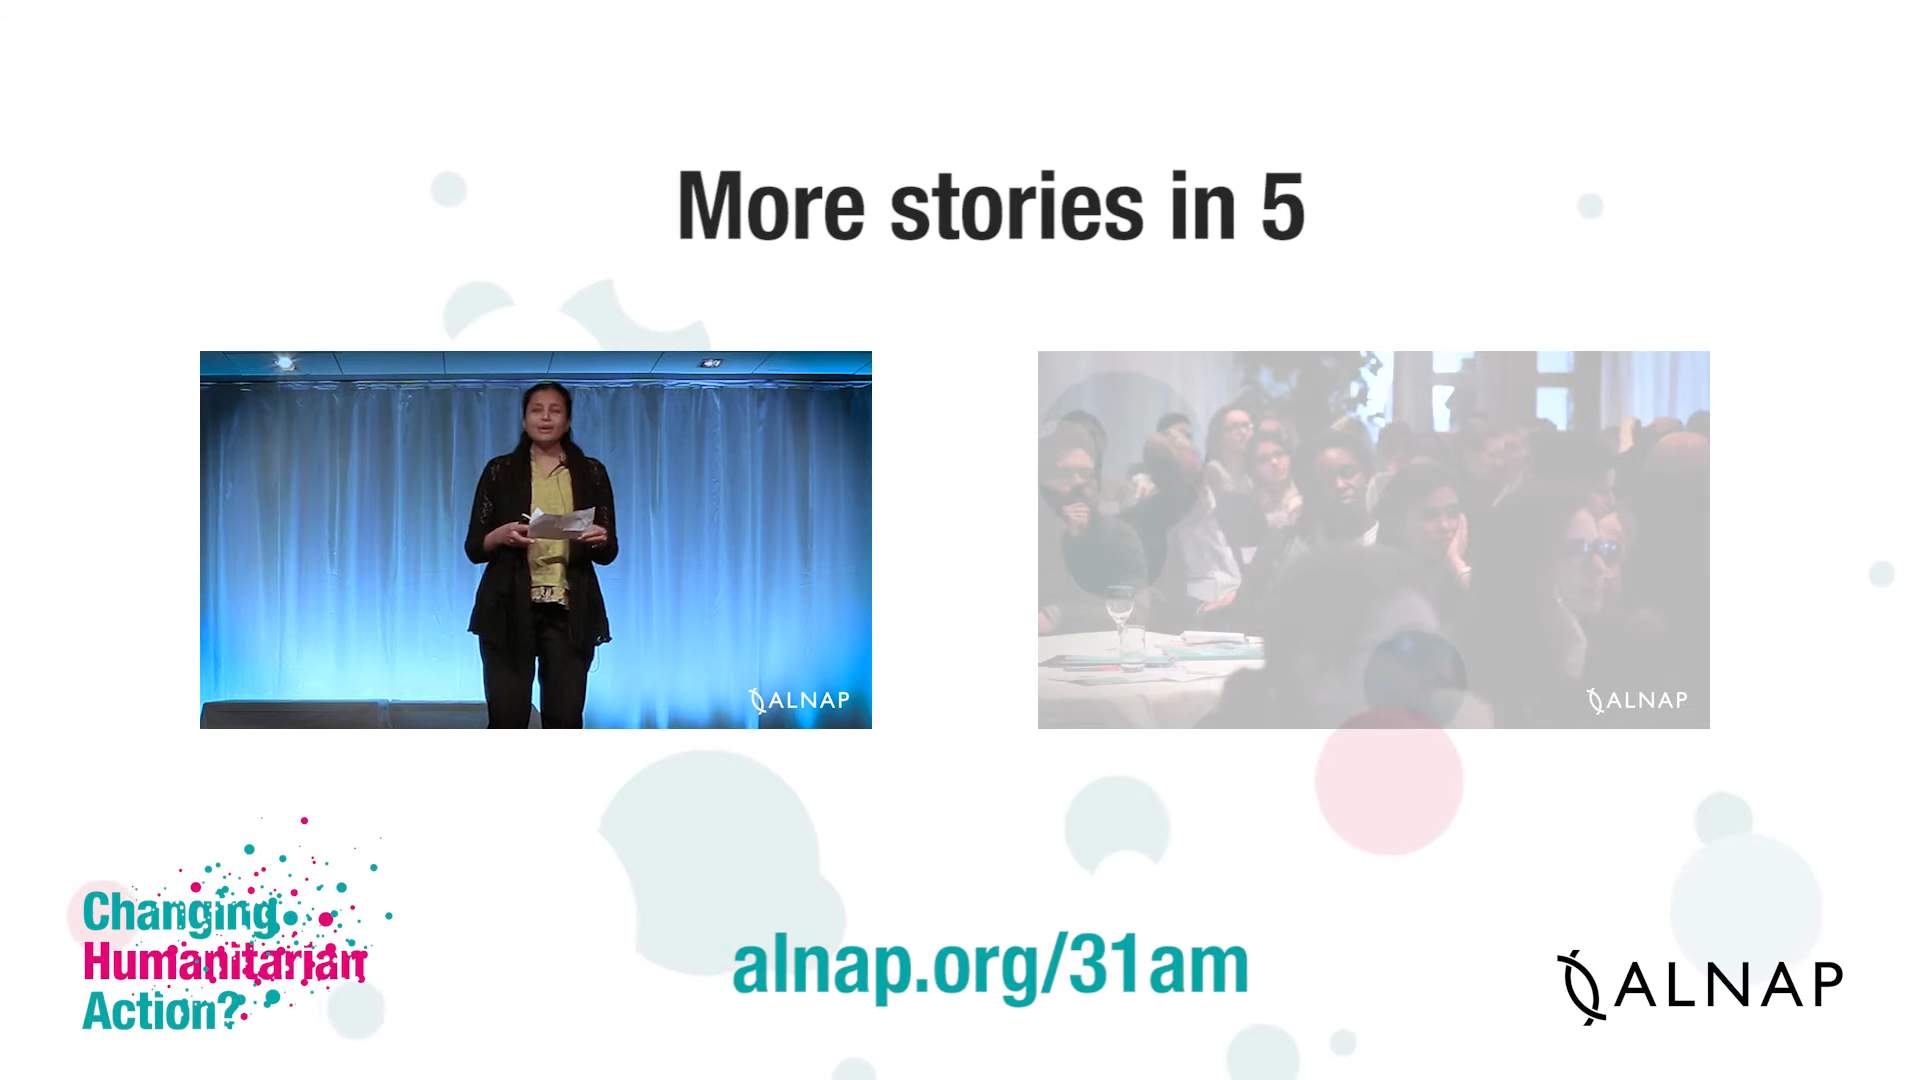 More stories in 5
ALNAP
ALNAP
Changing
Humanitarian
Action?
alnap.org/31am
ALNAP